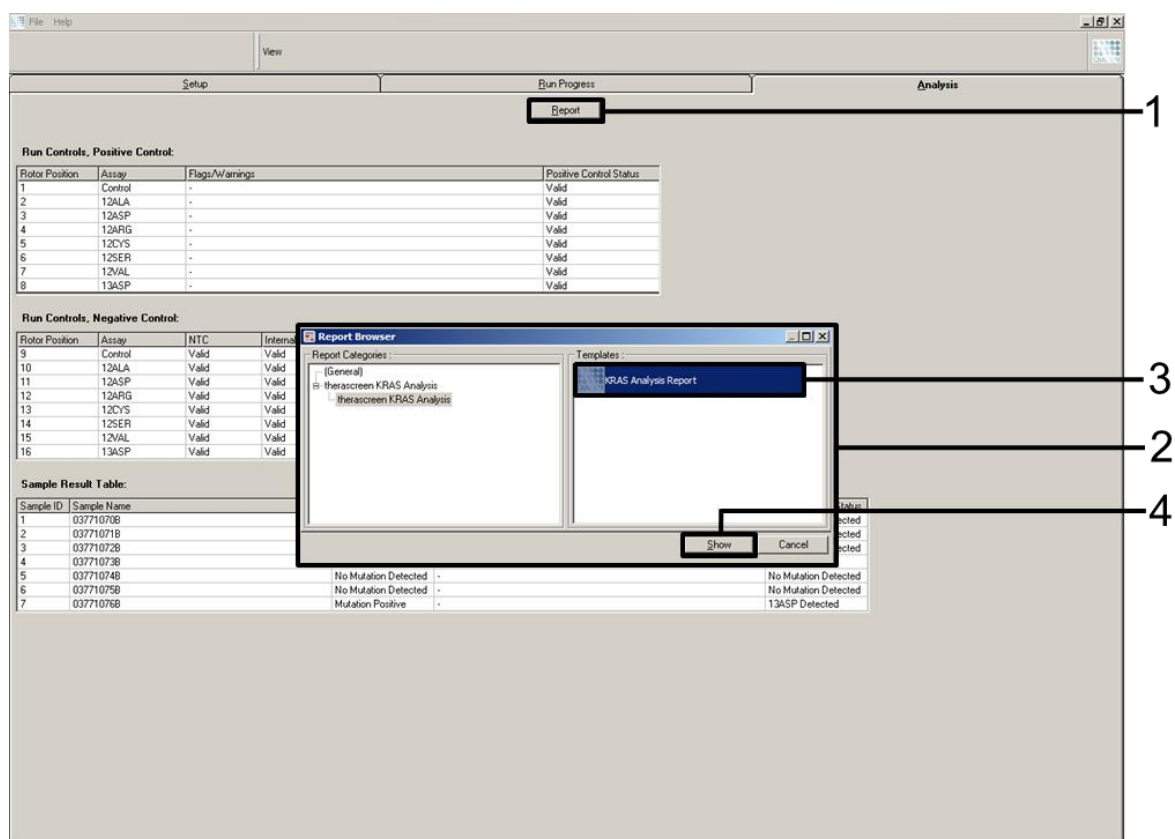 File Help
View
Setup Run Progress Analysis
Report 1
Run Controls, Positive Control:
Rotor Position Assay Flags/Warnings Positive Control Status
1 Control - Valid
2 12ALA - Valid
3 12ASP - Valid
4 12ARG - Valid
5 12CYS - Valid
6 12SER - Valid
7 12VAL - Valid
8 13ASP - Valid
Run Controls, Negative Control:
Rotor Position Assay NTC Internal
9 Control Valid Valid
10 12ALA Valid Valid
11 12ASP Valid Valid
12 12ARG Valid Valid
13 12CYS Valid Valid
14 12SER Valid Valid
15 12VAL Valid Valid
16 13ASP Valid Valid
Report Browser
Report Categories :
(General)
therascreen KRAS Analysis
therascreen KRAS Analysis
Templates :
KRAS Analysis Report 3
2
Show Cancel 4
Sample Result Table:
Sample ID Sample Name Status
1 03771070B ected
2 03771071B ected
3 03771072B ected
4 03771073B
5 03771074B No Mutation Detected - No Mutation Detected
6 03771075B No Mutation Detected - No Mutation Detected
7 03771076B Mutation Positive - 13ASP Detected